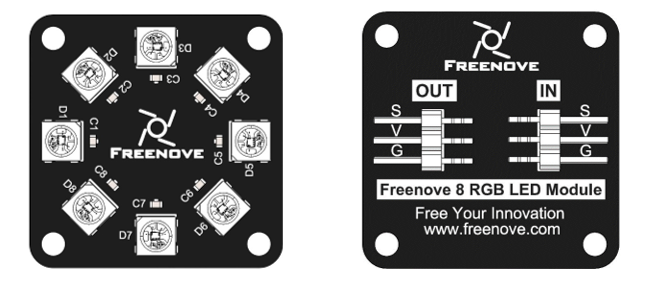 D3
D2
C3
C2
D4
C4
D1
C1
FREENOVE
C5
D5
C8
D8
C6
D6
C7
D7
FREENOVE
OUT IN
S S
V V
G G
Freenove 8 RGB LED Module
Free Your Innovation
www.freenove.com